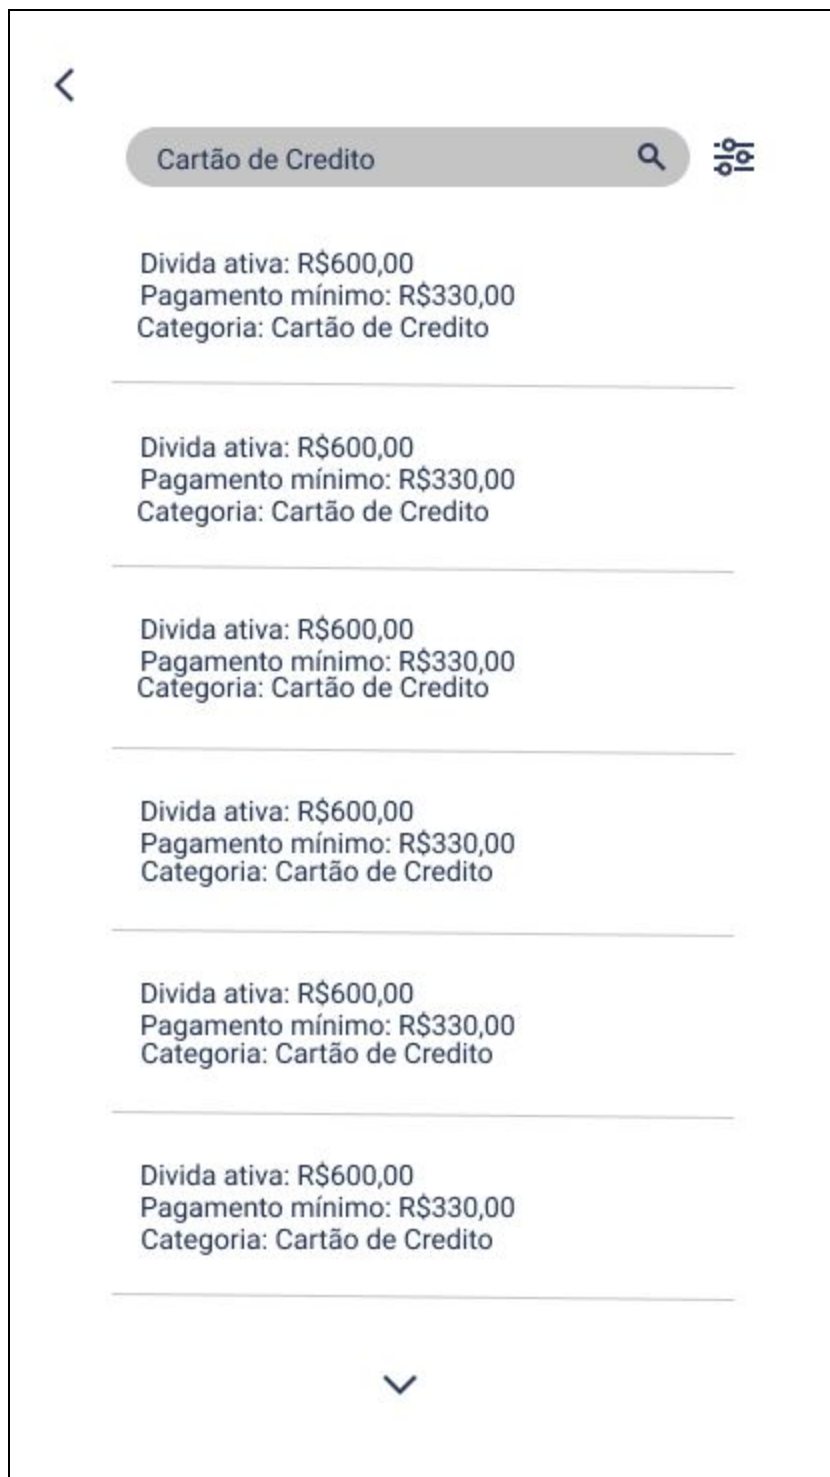 Cartão de Credito
Divida ativa: R$600,00
Pagamento mínimo: R$330,00
Categoria: Cartão de Credito
Divida ativa: R$600,00
Pagamento mínimo: R$330,00
Categoria: Cartão de Credito
Divida ativa: R$600,00
Pagamento mínimo: R$330,00
Categoria: Cartão de Credito
Divida ativa: R$600,00
Pagamento mínimo: R$330,00
Categoria: Cartão de Credito
Divida ativa: R$600,00
Pagamento mínimo: R$330,00
Categoria: Cartão de Credito
Divida ativa: R$600,00
Pagamento mínimo: R$330,00
Categoria: Cartão de Credito